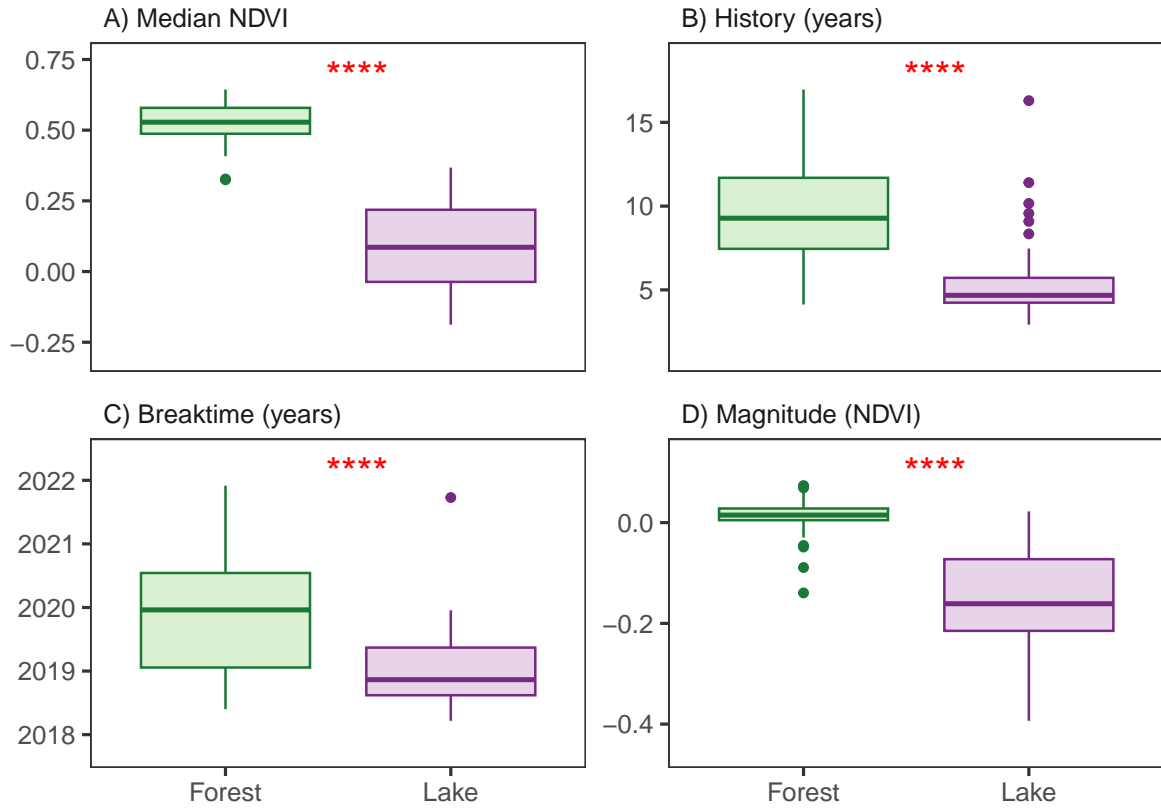 A) Median NDVI
B) History (years)
****
****
0.75
0.50
0.25
0.00
−0.25
15
10
5
C) Breaktime (years)
D) Magnitude (NDVI)
****
****
2022
2021
2020
2019
2018
0.0
−0.2
−0.4
Forest
Lake
Forest
Lake